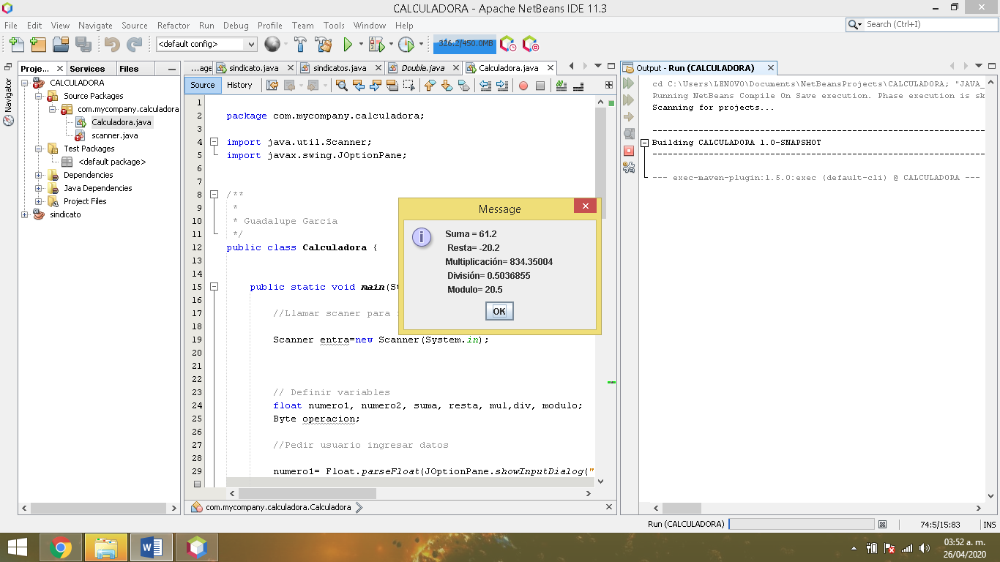 CALCULADORA - Apache NetBeans IDE 11.3
File Edit View Navigate Source Refactor Run Debug Profile Team Tools Window Help
Search (Ctrl+I)
<default config>
326.2/450.0MB
Navigator
Proje... Services Files
CALCULADORA
Source Packages
com.mycompany.calculadora
Calculadora.java
scanner.java
Test Packages
<default package>
Dependencies
Java Dependencies
Project Files
sindicato
...age sindicato.java sindicatos.java Double.java Calculadora.java
Source History
1
2 package com.mycompany.calculadora;
3
4 import java.util.Scanner;
5 import javax.swing.JOptionPane;
6
7
8 /**
9 *
10 * Guadalupe Garcia
11 */
12 public class Calculadora {
13
14
15 public static void main(St
16
17 //Llamar scaner para
18
19 Scanner entra=new Scanner(System.in);
20
21
22
23 // Definir variables
24 float numero1, numero2, suma, resta, mul,div, modulo;
25 Byte operacion;
26
27 //Pedir usuario ingresar datos
28
29 numero1= Float.parseFloat(JOptionPane.showInputDialog("
com.mycompany.calculadora.Calculadora
Message
Suma = 61.2
Resta= -20.2
Multiplicación= 834.35004
División= 0.5036855
Modulo= 20.5
OK
Output - Run (CALCULADORA)
cd C:\Users\LENOVO\Documents\NetBeansProjects\CALCULADORA; "JAVA_
Running NetBeans Compile On Save execution. Phase execution is sk
Scanning for projects...
------------------------------------------------------------------------
Building CALCULADORA 1.0-SNAPSHOT
------------------------------------------------------------------------
--- exec-maven-plugin:1.5.0:exec (default-cli) @ CALCULADORA ---
Run (CALCULADORA) 74:5/15:83 INS
03:52 a. m.
26/04/2020